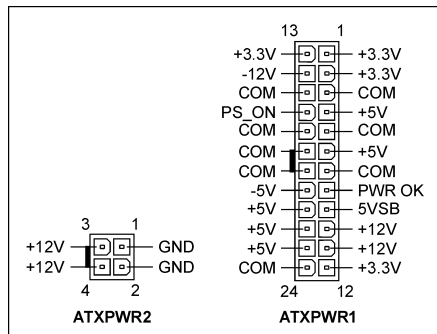 13 1
+3.3V +3.3V
-12V +3.3V
COM COM
PS_ON +5V
COM COM
COM +5V
COM COM
-5V PWR OK
+5V 5VSB
+5V +12V
+5V +12V
COM +3.3V
24 12
ATXPWR1
3 1
+12V GND
+12V GND
4 2
ATXPWR2